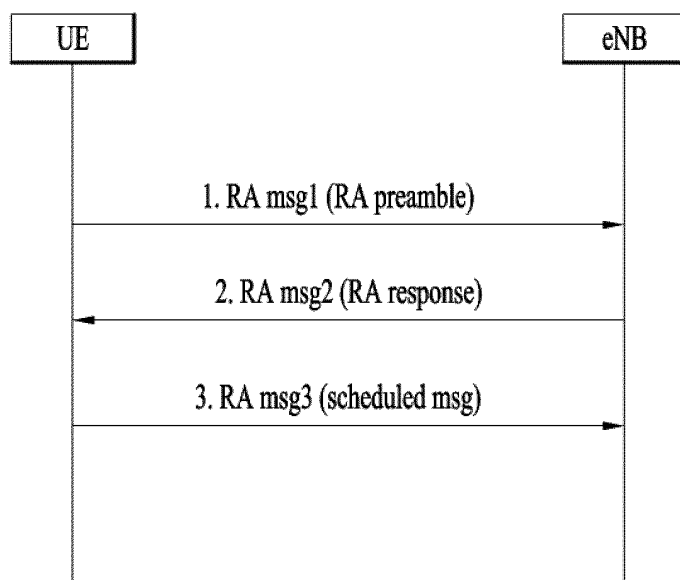 UE
eNB
1. RA msg1 (RA preamble)
2. RA msg2 (RA response)
3. RA msg3 (scheduled msg)